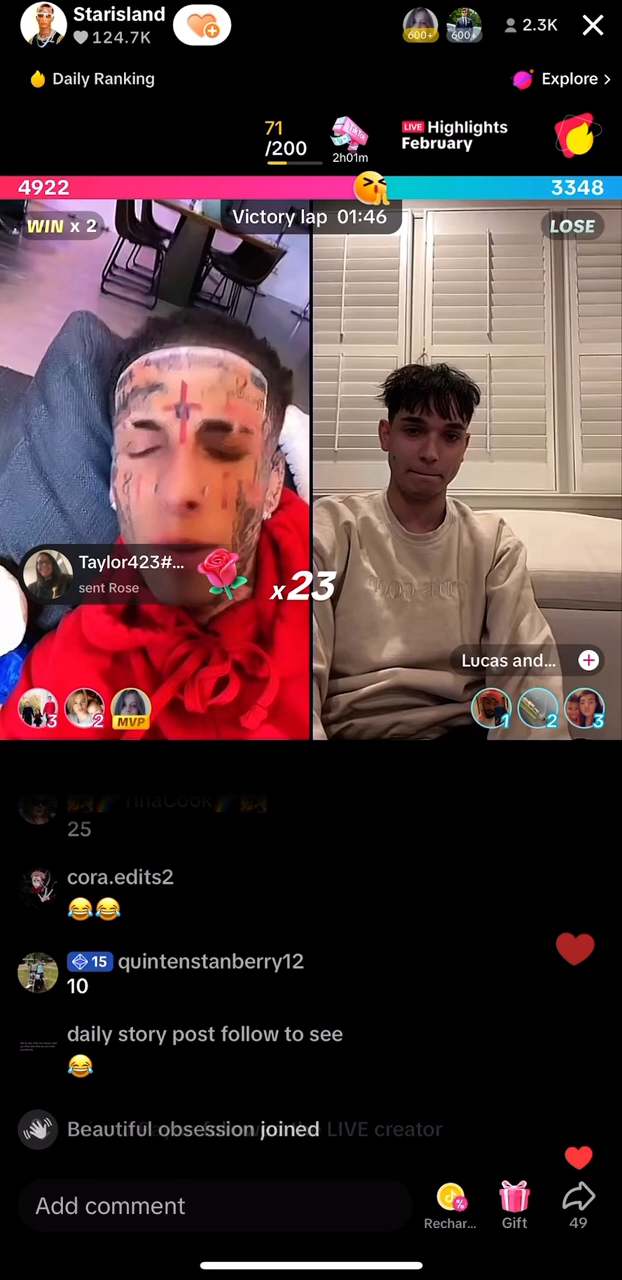 Starisland
124.7K
600+
600+
2.3K
Daily Ranking
Explore >
71
/200
2h01m
LIVE Highlights
February
4922
3348
WIN x 2
Victory lap 01:46
LOSE
Taylor423#...
sent Rose
x23
Lucas and...
3
2
MVP
1
2
3
TinaCook
25
cora.edits2
😂😂
15 quintenstanberry12
10
daily story post follow to see
😂
Beautiful obsession joined
LIVE creator
Add comment
Rechar...
Gift
49